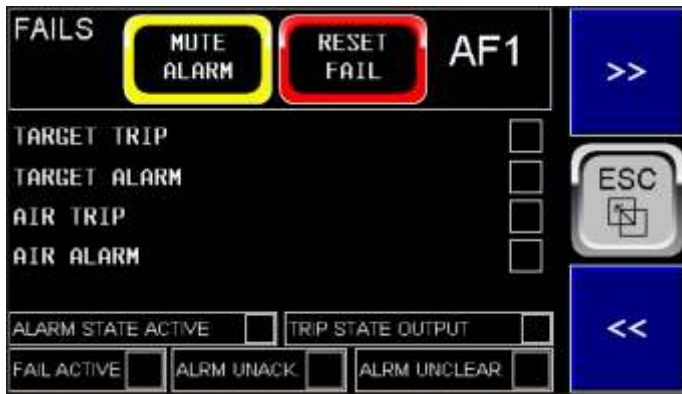 FAILS
MUTE
ALARM
RESET
FAIL
AF1
>>
TARGET TRIP
TARGET ALARM
ESC
AIR TRIP
AIR ALARM
ALARM STATE ACTIVE
TRIP STATE OUTPUT
<<
FAIL ACTIVE
ALRM UNACK.
ALRM UNCLEAR